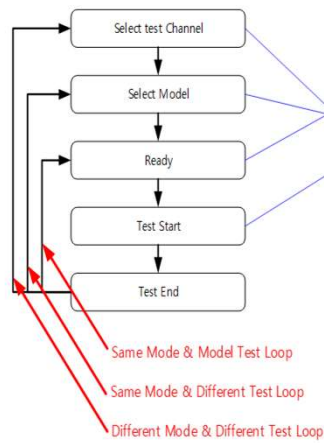 Select test Channel
Select Model
Ready
Test Start
Test End
Same Mode & Model Test Loop
Same Mode & Different Test Loop
Different Mode & Different Test Loop